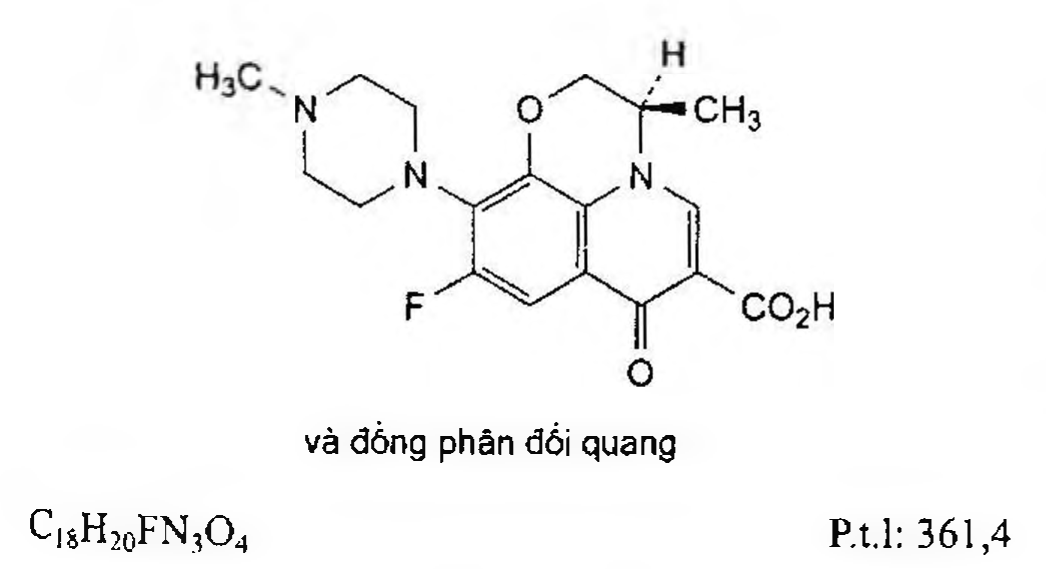 H
H₃C
N
O
CH₃
N
N
F
CO₂H
O
và đồng phân đối quang
C₁₈H₂₀FN₃O₄
P.t.l: 361,4